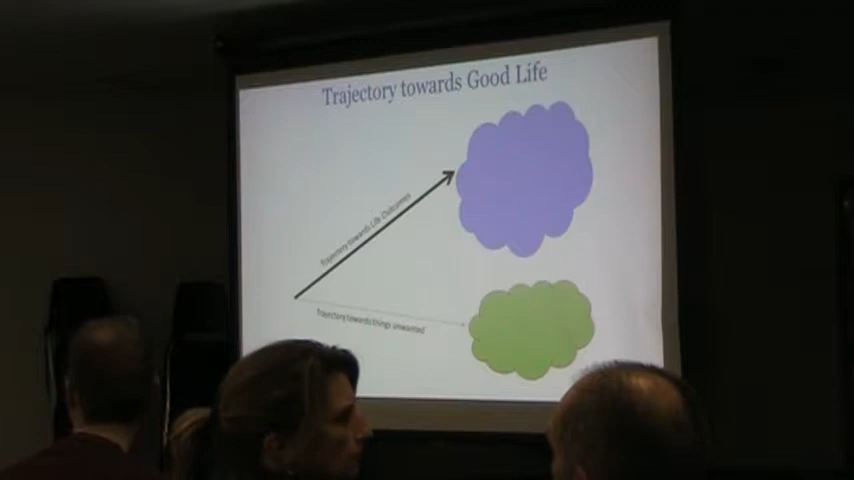 Trajectory towards Good Life
Trajectory towards Life Outcomes
Trajectory towards things unwanted